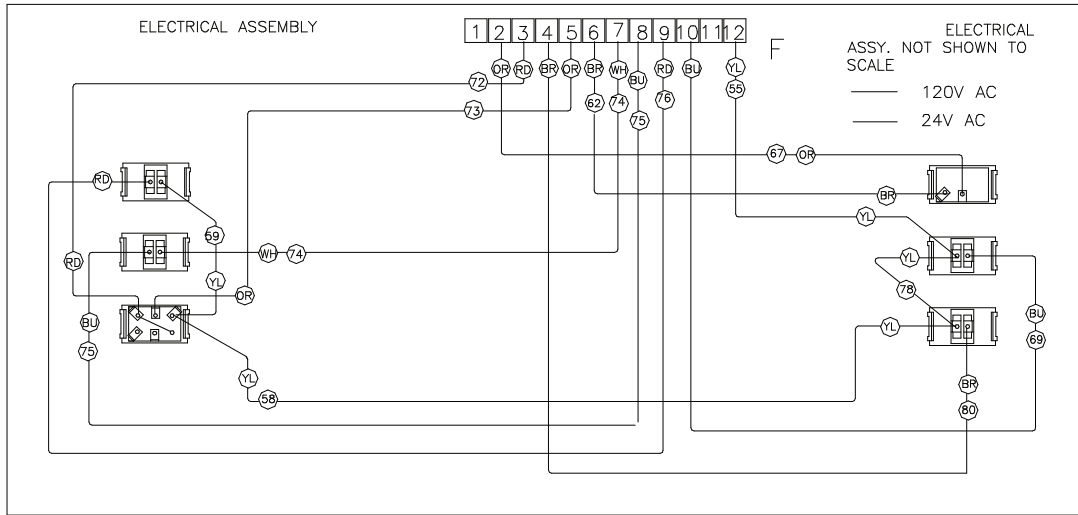 ELECTRICAL ASSEMBLY
1 2 3 4 5 6 7 8 9 10 11 12
F
ELECTRICAL
ASSY. NOT SHOWN TO
SCALE
120V AC
24V AC
OR RD BR OR BR WH BU RD BU YL
72
62 74 76 55
73
75
67 OR
RD
BR
YL
59
WH 74
YL
RD
YL
OR
78
BU
BU
YL
75
69
YL
58
BR
80